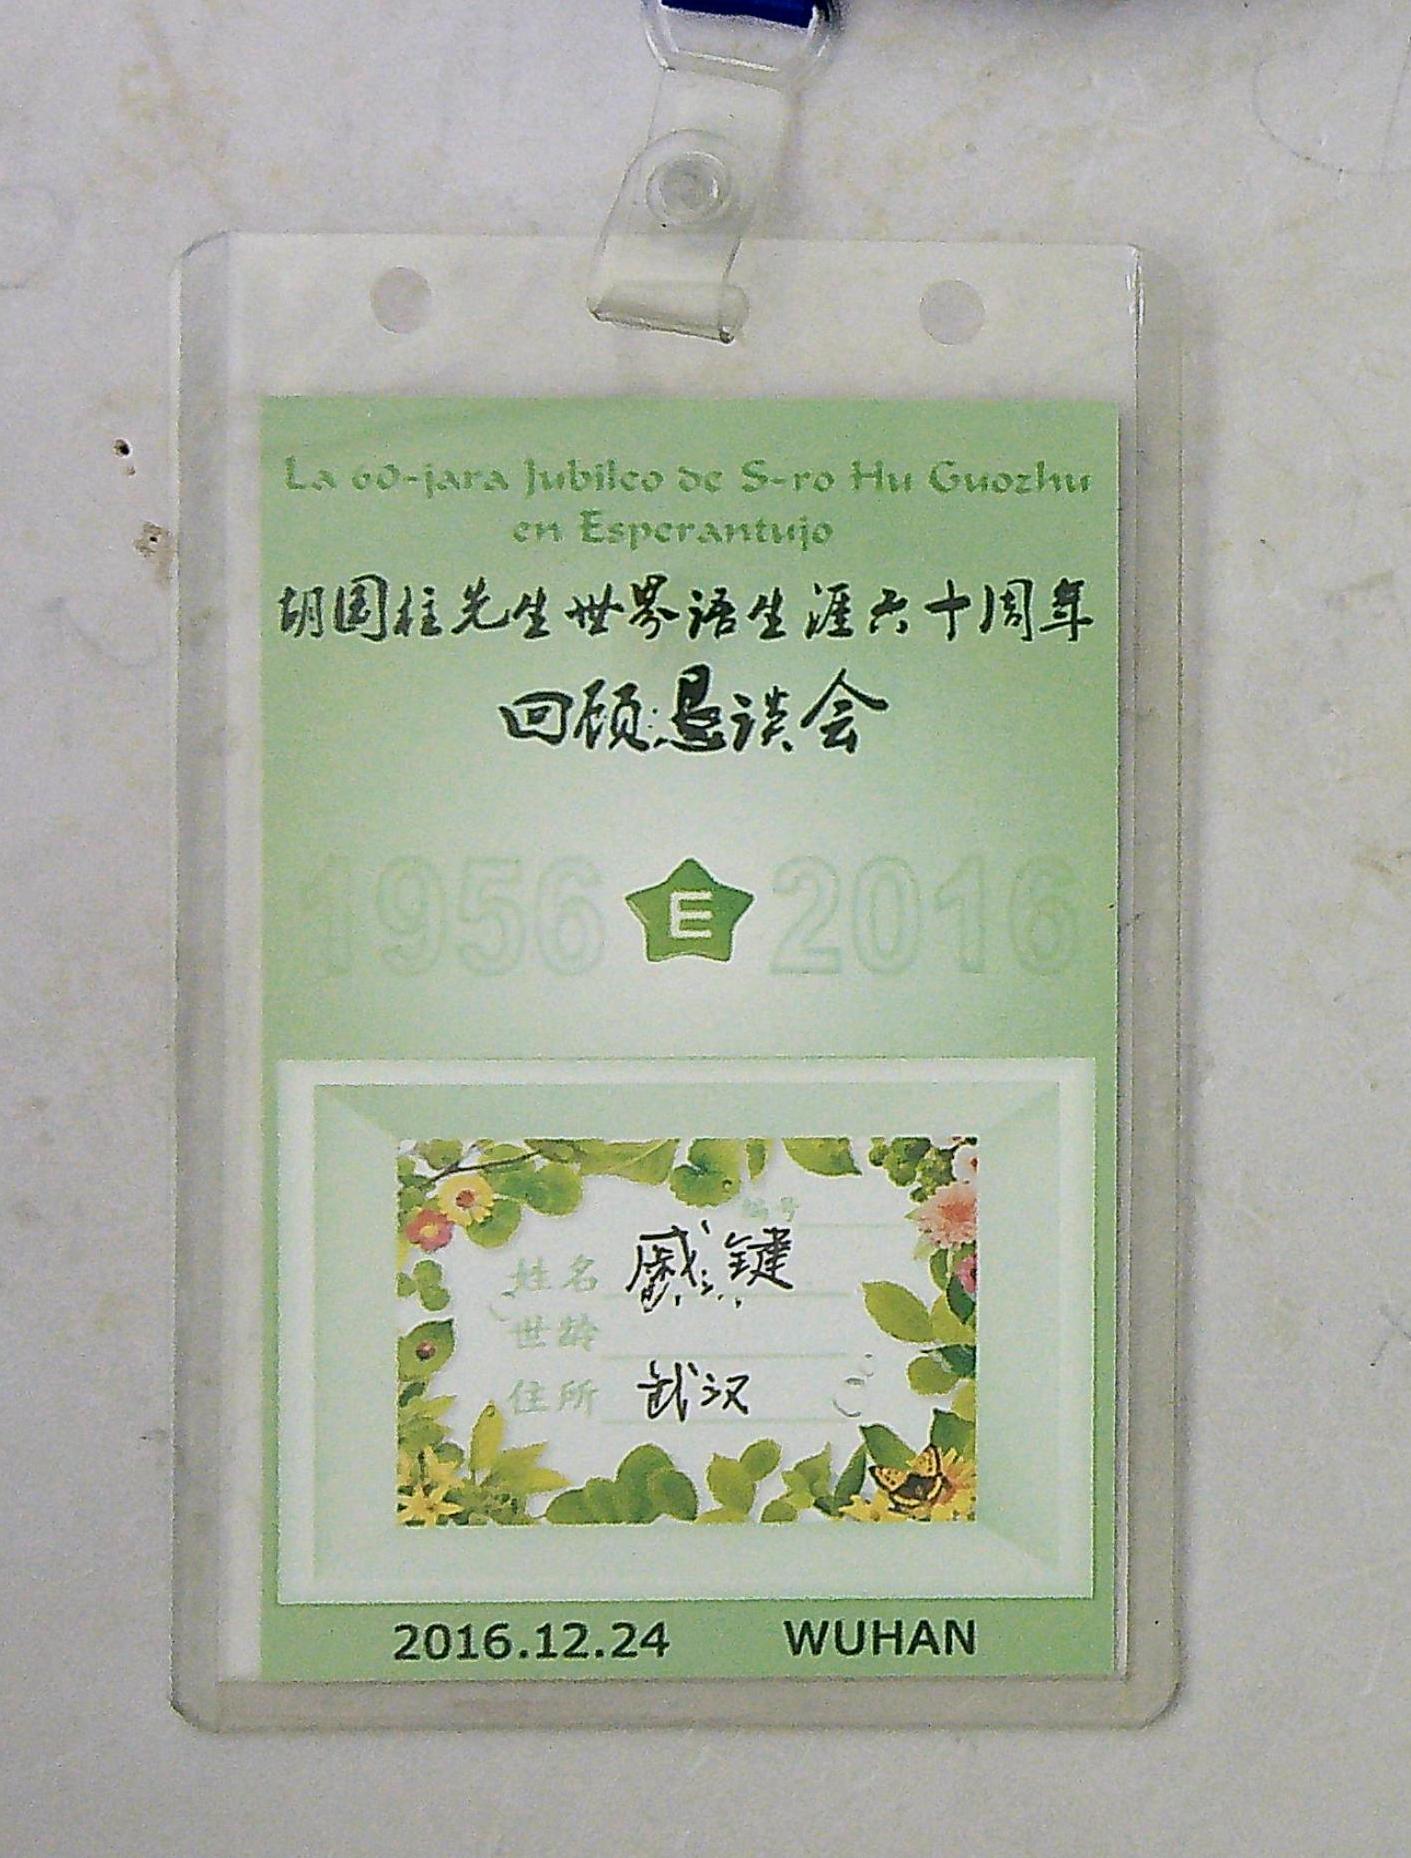 La 60-jara Jubileo de S-ro Hu Guozhu
en Esperantujo
胡国柱先生世界语生涯六十周年
回顾恳谈会
1956 E 2016
编号
姓名 臧健
世龄
住所 武汉
2016.12.24 WUHAN